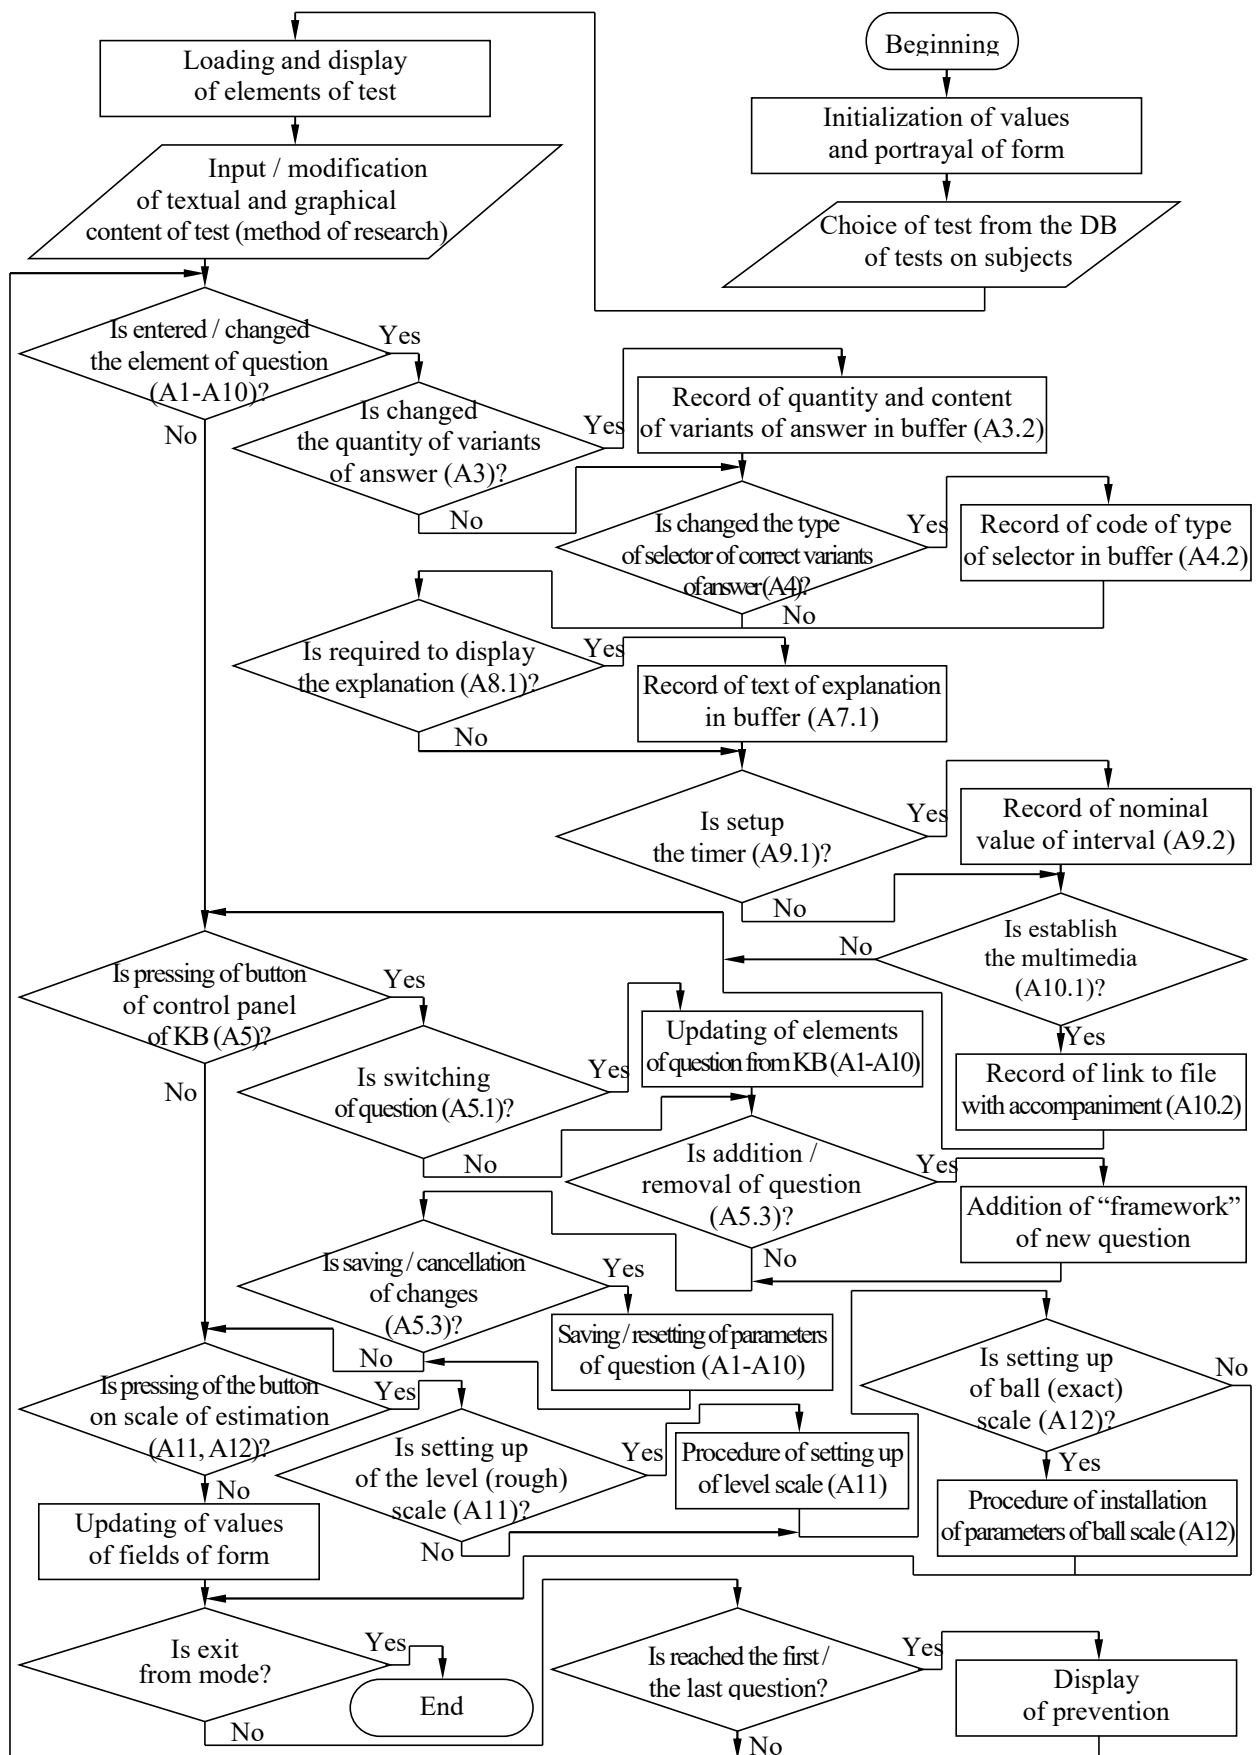 Beginning
Initialization of values
and portrayal of form
Choice of test from the DB
of tests on subjects
Loading and display
of elements of test
Input / modification
of textual and graphical
content of test (method of research)
Is entered / changed
the element of question
(A1-A10)?
Yes
No
Is changed
the quantity of variants
of answer (A3)?
Yes
No
Record of quantity and content
of variants of answer in buffer (A3.2)
Is changed the type
of selector of correct variants
of answer (A4)?
Yes
No
Record of code of type
of selector in buffer (A4.2)
Is required to display
the explanation (A8.1)?
Yes
No
Record of text of explanation
in buffer (A7.1)
Is setup
the timer (A9.1)?
Yes
No
Record of nominal
value of interval (A9.2)
Is establish
the multimedia
(A10.1)?
No
Yes
Record of link to file
with accompaniment (A10.2)
Is pressing of button
of control panel
of KB (A5)?
Yes
No
Is switching
of question (A5.1)?
Yes
No
Updating of elements
of question from KB (A1-A10)
Is addition /
removal of question
(A5.3)?
Yes
No
Addition of “framework”
of new question
Is saving / cancellation
of changes
(A5.3)?
Yes
No
Saving / resetting of parameters
of question (A1-A10)
Is pressing of the button
on scale of estimation
(A11, A12)?
Yes
No
Is setting up
of the level (rough)
scale (A11)?
Yes
No
Procedure of setting up
of level scale (A11)
Is setting up
of ball (exact)
scale (A12)?
No
Yes
Procedure of installation
of parameters of ball scale (A12)
Updating of values
of fields of form
Is exit
from mode?
Yes
No
End
Is reached the first /
the last question?
Yes
No
Display
of prevention